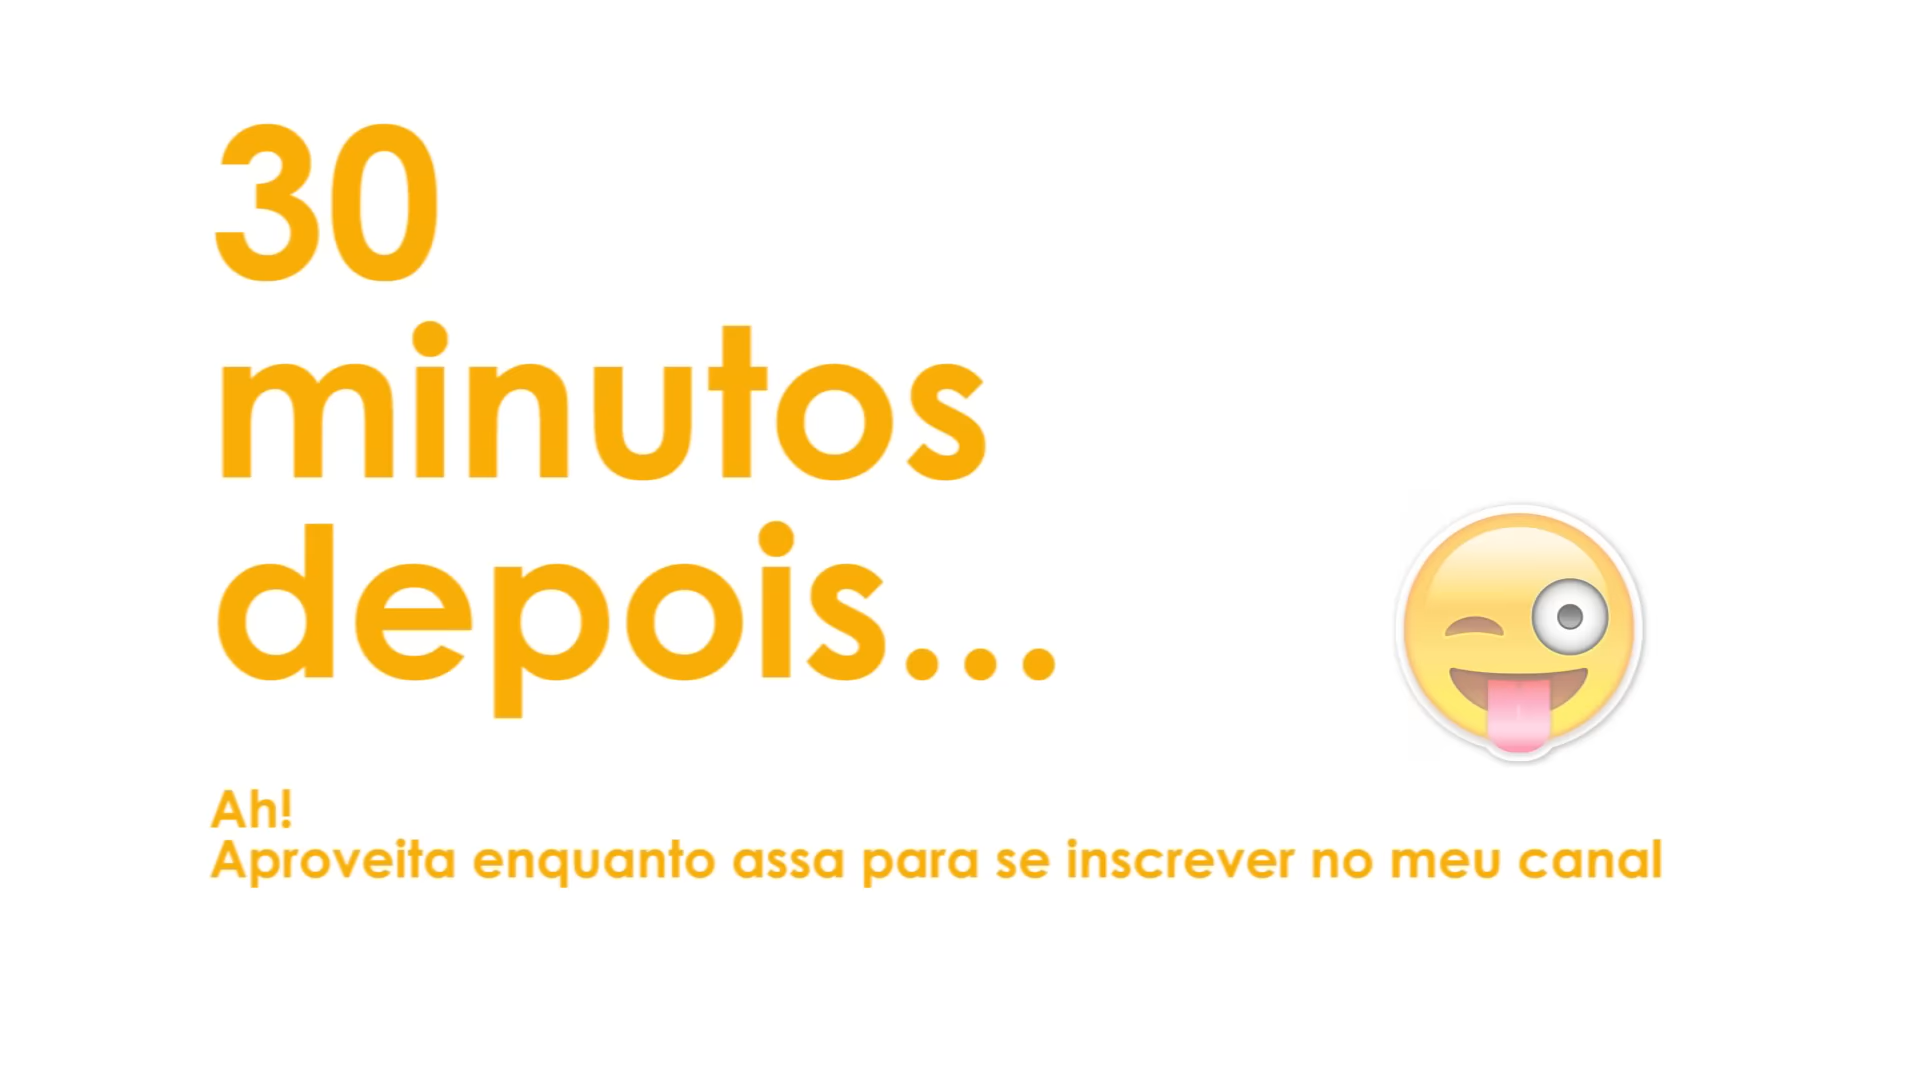 30
minutos
depois...
Ah!
Aproveita enquanto assa para se inscrever no meu canal